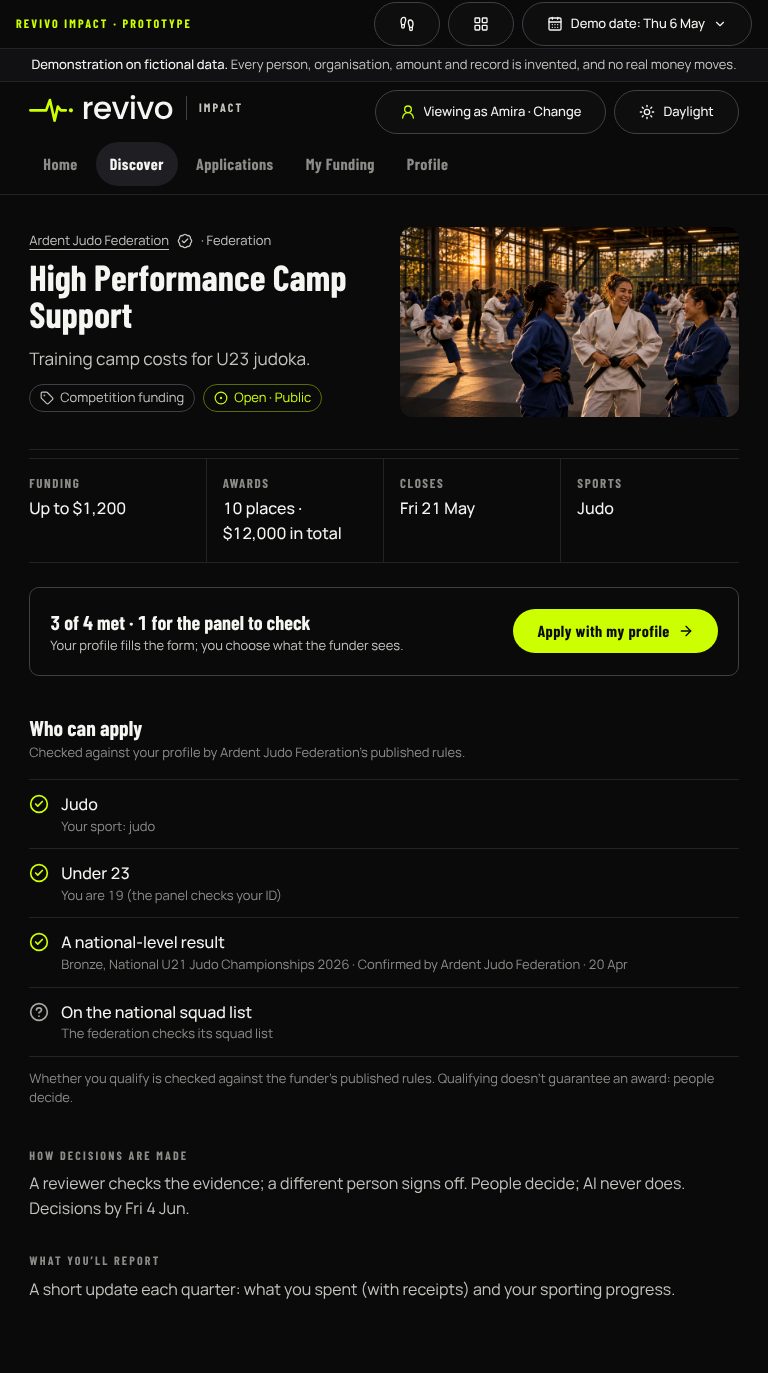 REVIVO IMPACT · PROTOTYPE
Demo date: Thu 6 May
Demonstration on fictional data. Every person, organisation, amount and record is invented, and no real money moves.
revivo
IMPACT
Viewing as Amira · Change
Daylight
Home
Discover
Applications
My Funding
Profile
Ardent Judo Federation · Federation
High Performance Camp
Support
Training camp costs for U23 judoka.
Competition funding
Open · Public
FUNDING
Up to $1,200
AWARDS
10 places ·
$12,000 in total
CLOSES
Fri 21 May
SPORTS
Judo
3 of 4 met · 1 for the panel to check
Your profile fills the form; you choose what the funder sees.
Apply with my profile
Who can apply
Checked against your profile by Ardent Judo Federation's published rules.
Judo
Your sport: judo
Under 23
You are 19 (the panel checks your ID)
A national-level result
Bronze, National U21 Judo Championships 2026 · Confirmed by Ardent Judo Federation · 20 Apr
On the national squad list
The federation checks its squad list
Whether you qualify is checked against the funder's published rules. Qualifying doesn't guarantee an award: people
decide.
HOW DECISIONS ARE MADE
A reviewer checks the evidence; a different person signs off. People decide; AI never does.
Decisions by Fri 4 Jun.
WHAT YOU'LL REPORT
A short update each quarter: what you spent (with receipts) and your sporting progress.